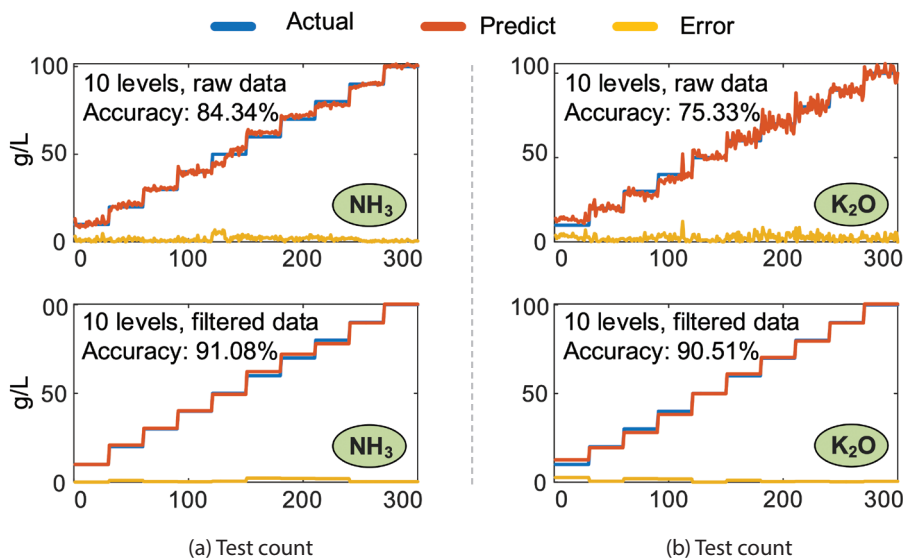 Actual Predict Error
100
10 levels, raw data
Accuracy: 84.34%
g/L
50
NH₃
0
0 100 200 300
100
10 levels, raw data
Accuracy: 75.33%
50
K₂O
0
0 100 200 300
00
10 levels, filtered data
Accuracy: 91.08%
g/L
50
NH₃
0
0 100 200 300
(a) Test count
100
10 levels, filtered data
Accuracy: 90.51%
50
K₂O
0
0 100 200 300
(b) Test count